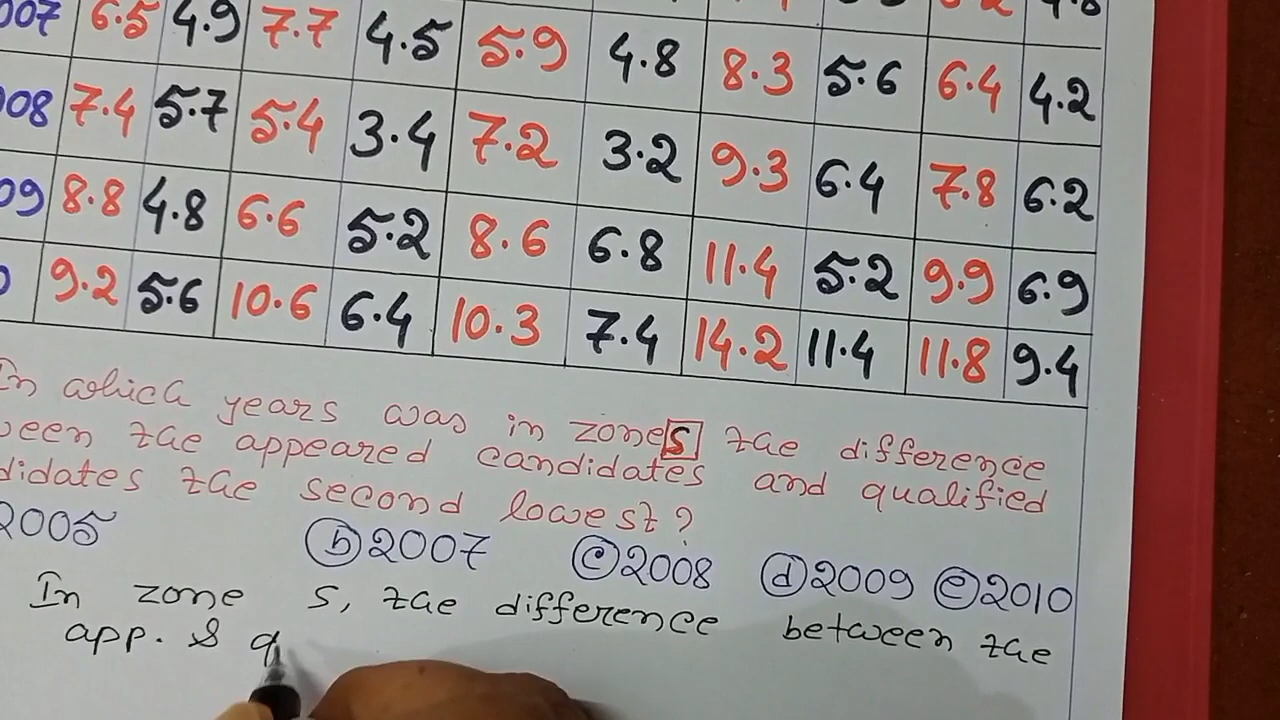 007 6.5 4.9 7.7 4.5 5.9 4.8 8.3 5.6 6.4 4.2
008 7.4 5.7 5.4 3.4 7.2 3.2 9.3 6.4 7.8 6.2
09 8.8 4.8 6.6 5.2 8.6 6.8 11.4 5.2 9.9 6.9
0 9.2 5.6 10.6 6.4 10.3 7.4 14.2 11.4 11.8 9.4
In which years was in zone S the difference
ween the appeared candidates and qualified
didates the second lowest?
2005 (b) 2007 (c) 2008 (d) 2009 (e) 2010
In zone S, the difference between the
app. & q